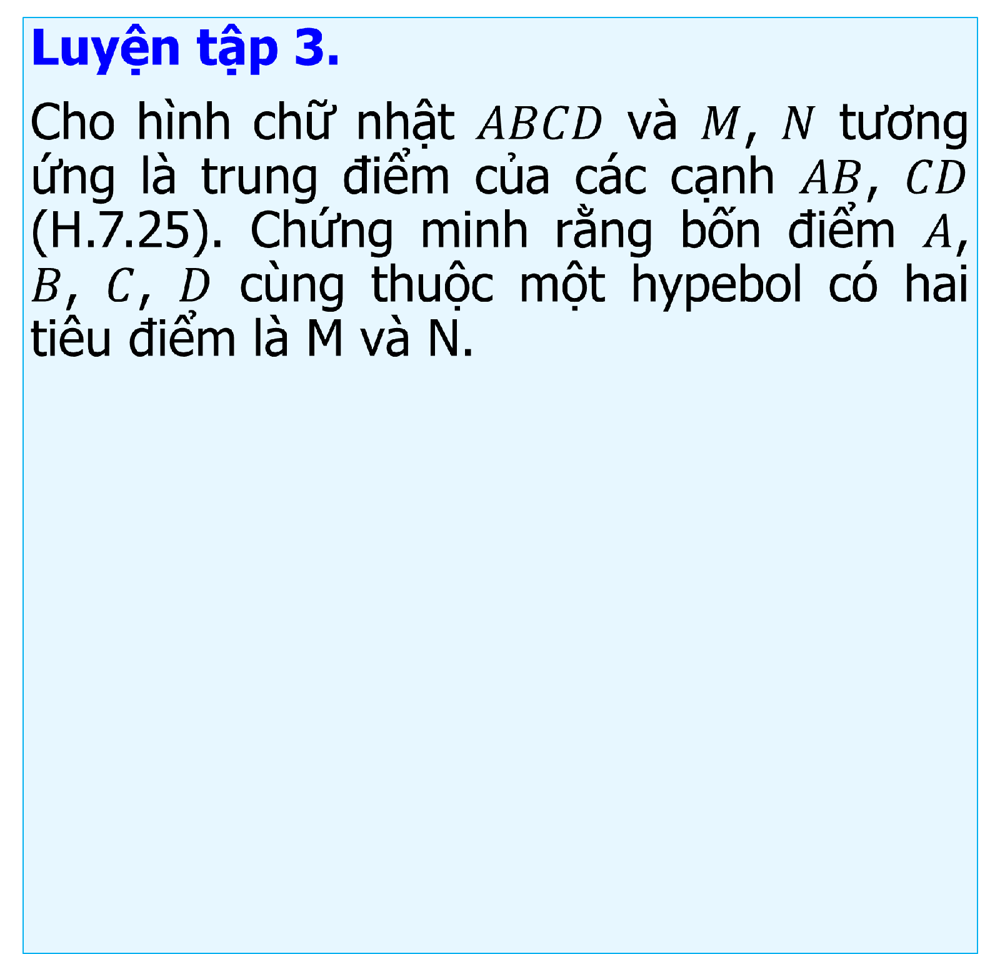 Luyện tập 3.
Cho hình chữ nhật ABCD và M, N tương
ứng là trung điểm của các cạnh AB, CD
(H.7.25). Chứng minh rằng bốn điểm A,
B, C, D cùng thuộc một hypebol có hai
tiêu điểm là M và N.